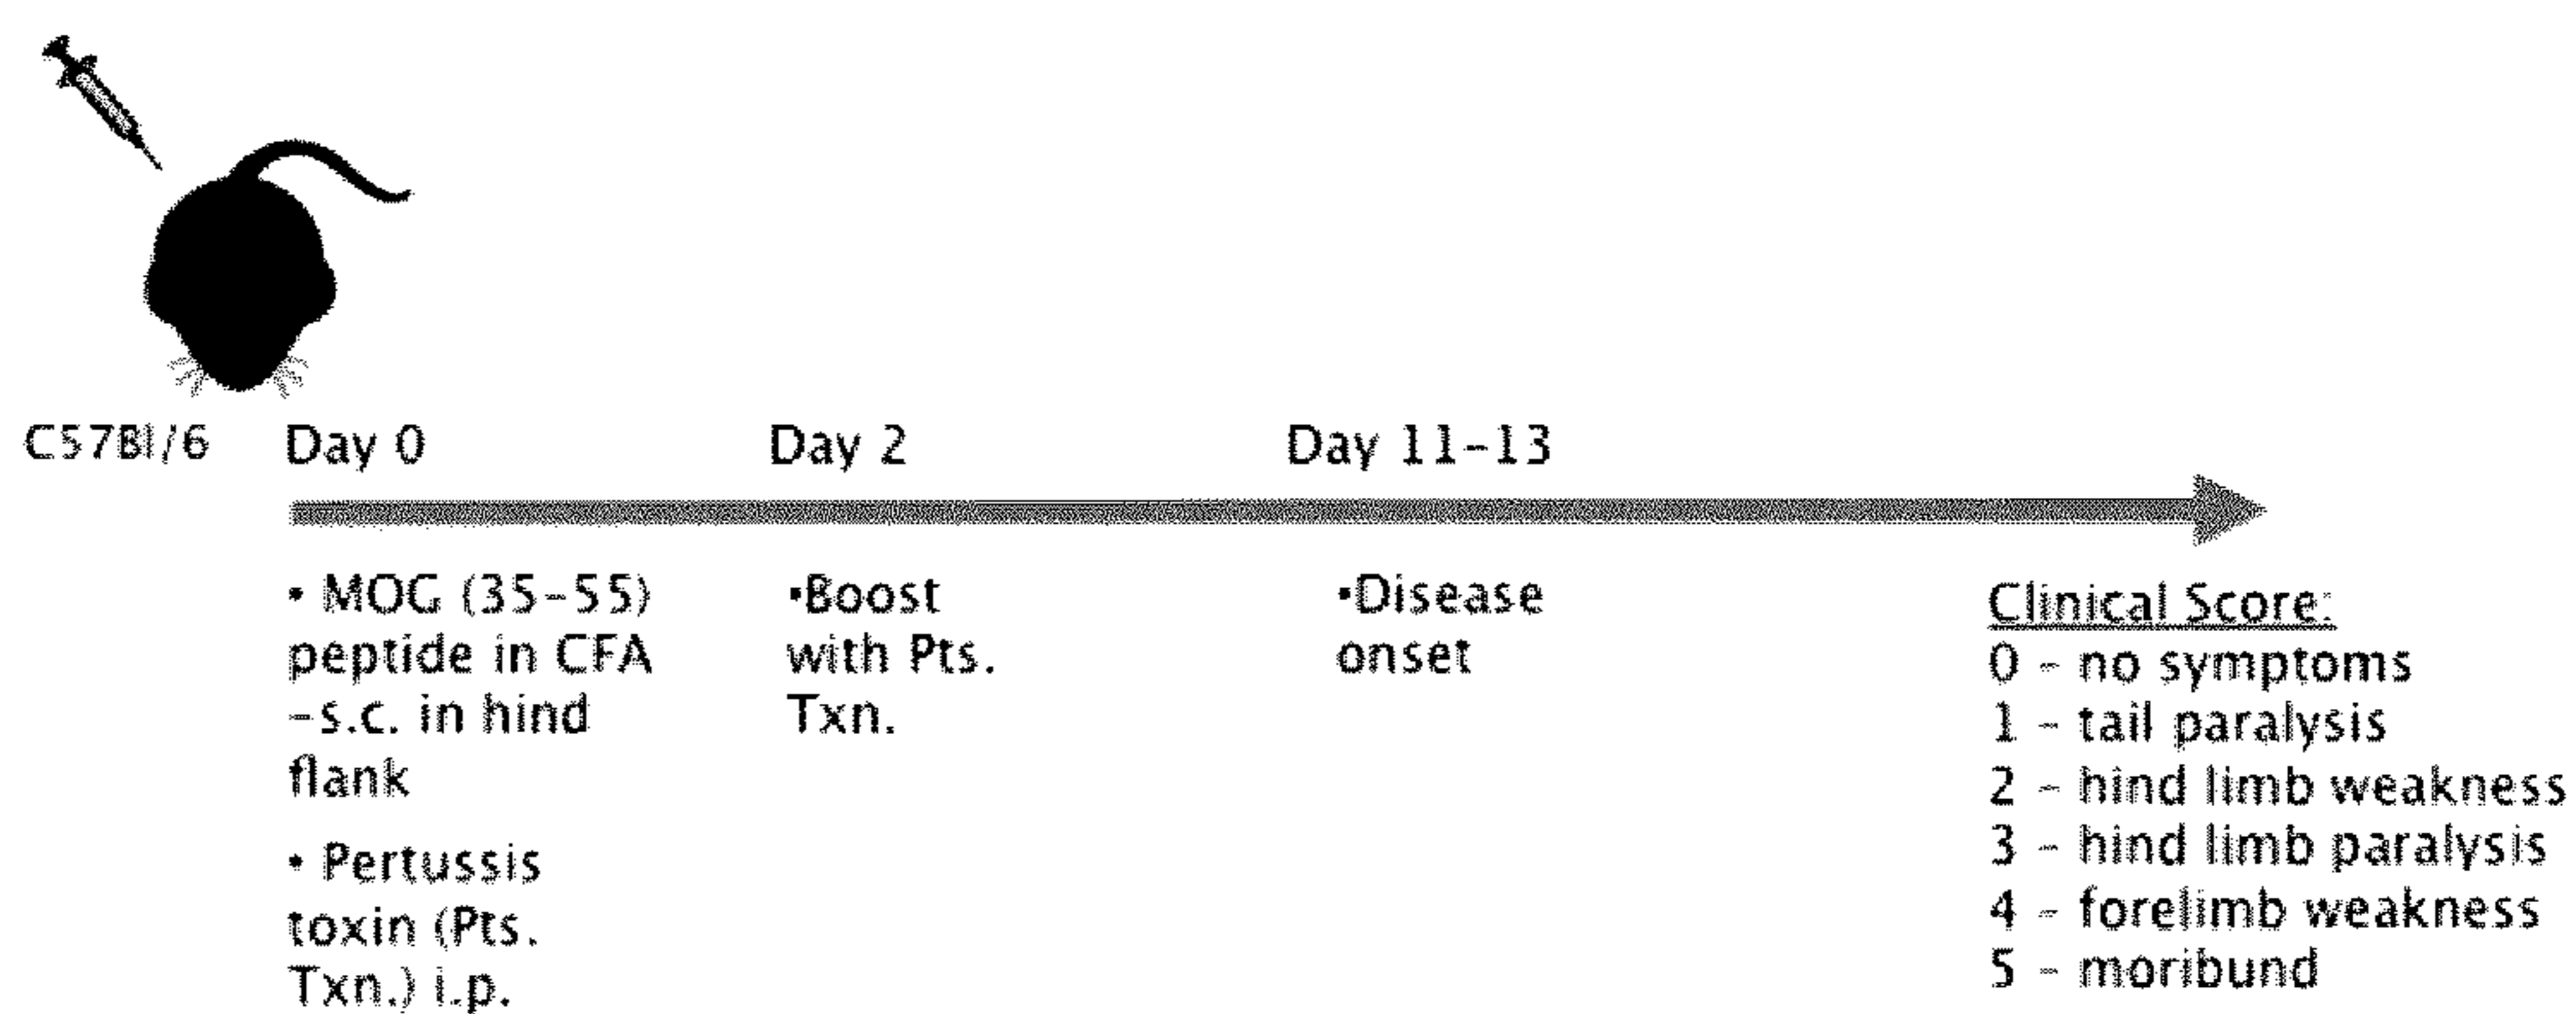 C57Bl/6 Day 0 Day 2 Day 11-13
• MOG (35-55)
peptide in CFA
-s.c. in hind
flank
• Pertussis
toxin (Pts.
Txn.) i.p.
•Boost
with Pts.
Txn.
•Disease
onset
Clinical Score:
0 - no symptoms
1 - tail paralysis
2 - hind limb weakness
3 - hind limb paralysis
4 - forelimb weakness
5 - moribund